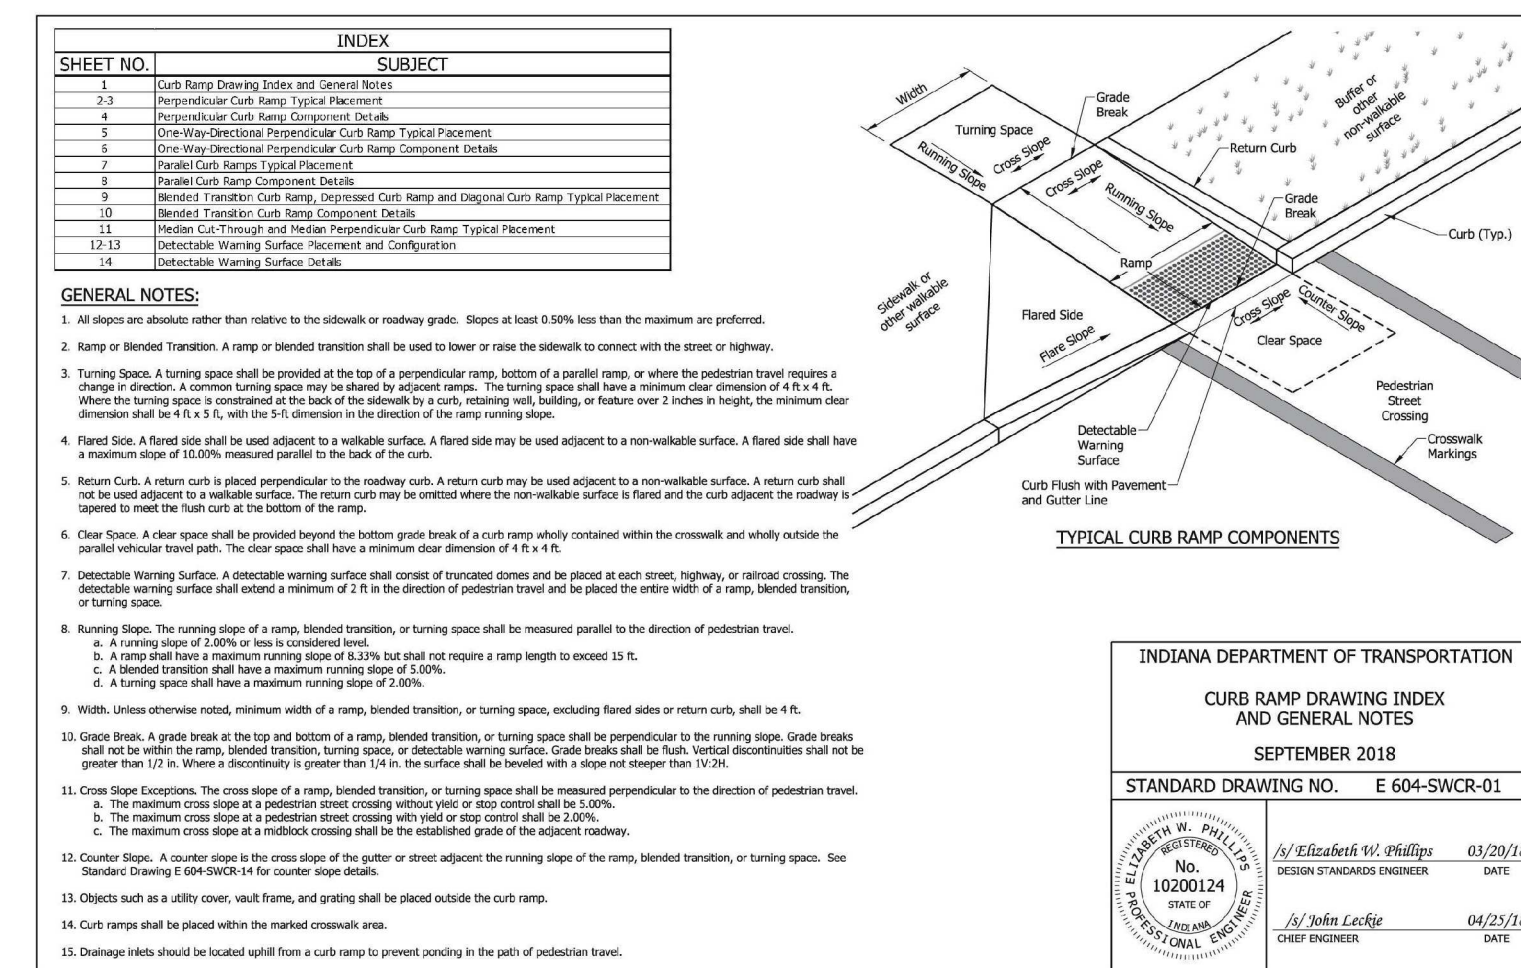 INDEX
SHEET NO. SUBJECT
1 Curb Ramp Drawing Index and General Notes
2-3 Perpendicular Curb Ramp Typical Placement
4 Perpendicular Curb Ramp Component Details
5 One-Way-Directional Perpendicular Curb Ramp Typical Placement
6 One-Way-Directional Perpendicular Curb Ramp Component Details
7 Parallel Curb Ramps Typical Placement
8 Parallel Curb Ramp Component Details
9 Blended Transition Curb Ramp, Depressed Curb Ramp and Diagonal Curb Ramp Typical Placement
10 Blended Transition Curb Ramp Component Details
11 Median Cut-Through and Median Perpendicular Curb Ramp Typical Placement
12-13 Detectable Warning Surface Placement and Configuration
14 Detectable Warning Surface Details
GENERAL NOTES:
1. All slopes are absolute rather than relative to the sidewalk or roadway grade. Slopes at least 0.50% less than the maximum are preferred.
2. Ramp or Blended Transition. A ramp or blended transition shall be used to lower or raise the sidewalk to connect with the street or highway.
3. Turning Space. A turning space shall be provided at the top of a perpendicular ramp, bottom of a parallel ramp, or where the pedestrian travel requires a
change in direction. A common turning space may be shared by adjacent ramps. The turning space shall have a minimum clear dimension of 4 ft x 4 ft.
Where the turning space is constrained at the back of the sidewalk by a curb, retaining wall, building, or feature over 2 inches in height, the minimum clear
dimension shall be 4 ft x 5 ft, with the 5-ft dimension in the direction of the ramp running slope.
4. Flared Side. A flared side shall be used adjacent to a walkable surface. A flared side may be used adjacent to a non-walkable surface. A flared side shall have
a maximum slope of 10.00% measured parallel to the back of the curb.
5. Return Curb. A return curb is placed perpendicular to the roadway curb. A return curb may be used adjacent to a non-walkable surface. A return curb shall
not be used adjacent to a walkable surface. The return curb may be omitted where the non-walkable surface is flared and the curb adjacent the roadway is
tapered to meet the flush curb at the bottom of the ramp.
6. Clear Space. A clear space shall be provided beyond the bottom grade break of a curb ramp wholly contained within the crosswalk and wholly outside the
parallel vehicular travel path. The clear space shall have a minimum clear dimension of 4 ft x 4 ft.
7. Detectable Warning Surface. A detectable warning surface shall consist of truncated domes and be placed at each street, highway, or railroad crossing. The
detectable warning surface shall extend a minimum of 2 ft in the direction of pedestrian travel and be placed the entire width of a ramp, blended transition,
or turning space.
8. Running Slope. The running slope of a ramp, blended transition, or turning space shall be measured parallel to the direction of pedestrian travel.
a. A running slope of 2.00% or less is considered level.
b. A ramp shall have a maximum running slope of 8.33% but shall not require a ramp length to exceed 15 ft.
c. A blended transition shall have a maximum running slope of 5.00%.
d. A turning space shall have a maximum running slope of 2.00%.
9. Width. Unless otherwise noted, minimum width of a ramp, blended transition, or turning space, excluding flared sides or return curb, shall be 4 ft.
10. Grade Break. A grade break at the top and bottom of a ramp, blended transition, or turning space shall be perpendicular to the running slope. Grade breaks
shall not be within the ramp, blended transition, turning space, or detectable warning surface. Grade breaks shall be flush. Vertical discontinuities shall not be
greater than 1/2 in. Where a discontinuity is greater than 1/4 in. the surface shall be beveled with a slope not steeper than 1V:2H.
11. Cross Slope Exceptions. The cross slope of a ramp, blended transition, or turning space shall be measured perpendicular to the direction of pedestrian travel.
a. The maximum cross slope at a pedestrian street crossing without yield or stop control shall be 5.00%.
b. The maximum cross slope at a pedestrian street crossing with yield or stop control shall be 2.00%.
c. The maximum cross slope at a midblock crossing shall be the established grade of the adjacent roadway.
12. Counter Slope. A counter slope is the cross slope of the gutter or street adjacent the running slope of the ramp, blended transition, or turning space. See
Standard Drawing E 604-SWCR-14 for counter slope details.
13. Objects such as a utility cover, vault frame, and grating shall be placed outside the curb ramp.
14. Curb ramps shall be placed within the marked crosswalk area.
15. Drainage inlets should be located uphill from a curb ramp to prevent ponding in the path of pedestrian travel.
Width
Grade
Break
Turning Space
Running Slope
Cross Slope
Cross Slope
Running Slope
Return Curb
Buffer or
other
non-walkable
surface
Grade
Break
Curb (Typ.)
Ramp
Sidewalk or
other walkable
surface
Flared Side
Flare Slope
Cross Slope
Counter Slope
Clear Space
Pedestrian
Street
Crossing
Detectable
Warning
Surface
Crosswalk
Markings
Curb Flush with Pavement
and Gutter Line
TYPICAL CURB RAMP COMPONENTS
INDIANA DEPARTMENT OF TRANSPORTATION
CURB RAMP DRAWING INDEX
AND GENERAL NOTES
SEPTEMBER 2018
STANDARD DRAWING NO. E 604-SWCR-01
ELIZABETH W. PHILLIPS
REGISTERED
No.
10200124
STATE OF
INDIANA
PROFESSIONAL ENGINEER
/s/ Elizabeth W. Phillips 03/20/1
DESIGN STANDARDS ENGINEER DATE
/s/ John Leckie 04/25/1
CHIEF ENGINEER DATE